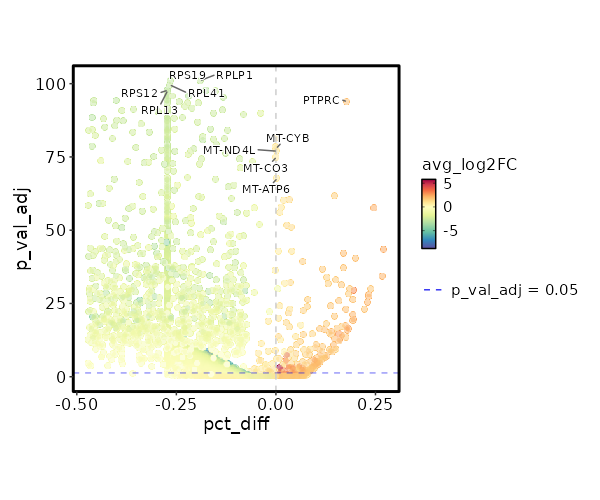 RPS19
RPLP1
RPS12
RPL41
RPL13
PTPRC
MT-CYB
MT-ND4L
MT-CO3
MT-ATP6
100
75
50
25
0
p_val_adj
-0.50
-0.25
0.00
0.25
pct_diff
avg_log2FC
5
0
-5
p_val_adj = 0.05